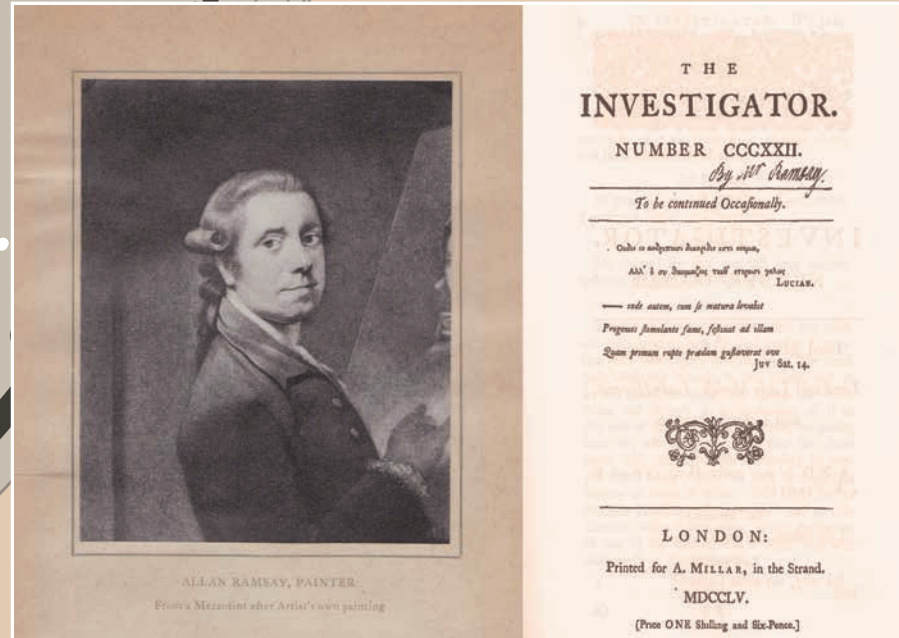 ALLAN RAMSAY, PAINTER
From a Mezzotint after Artist's own painting
THE
INVESTIGATOR.
NUMBER CCCXXII.
By Mr Ramsay.
To be continued Occasionally.
LUCIAN.
—— inde autem, cum se matura levabit
Progenies stimulante fame, festinat ad illam
Quam primum rupto prædam gustaverat ovo
Juv Sat. 14.
LONDON:
Printed for A. MILLAR, in the Strand.
MDCCLV.
[Price ONE Shilling and Six-Pence.]